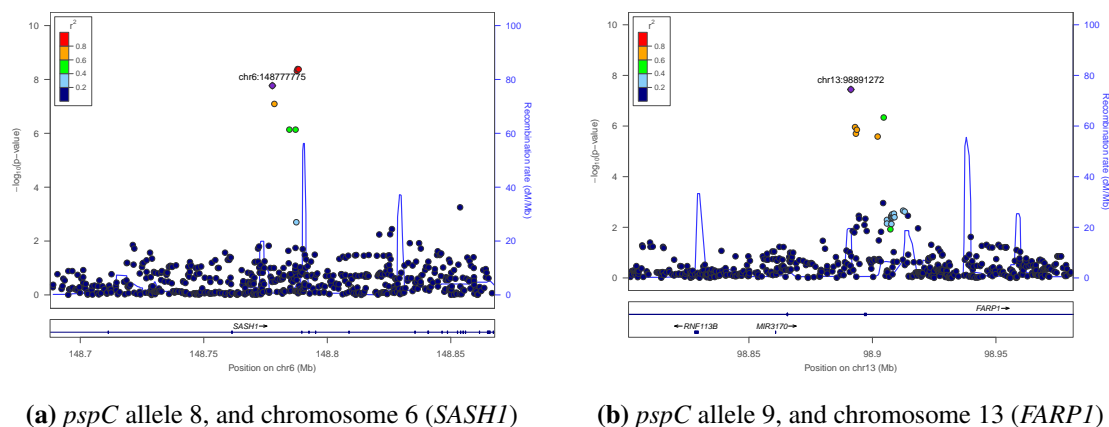 10
8
6
4
2
0
−log10(p−value)
100
80
60
40
20
0
Recombination rate (cM/Mb)
r2
0.8
0.6
0.4
0.2
chr6:148777775
SASH1
148.7
148.75
148.8
148.85
Position on chr6 (Mb)
10
8
6
4
2
0
−log10(p−value)
100
80
60
40
20
0
Recombination rate (cM/Mb)
r2
0.8
0.6
0.4
0.2
chr13:98891272
FARP1
RNF113B
MIR3170
98.85
98.9
98.95
Position on chr13 (Mb)
(a) pspC allele 8, and chromosome 6 (SASH1)
(b) pspC allele 9, and chromosome 13 (FARP1)